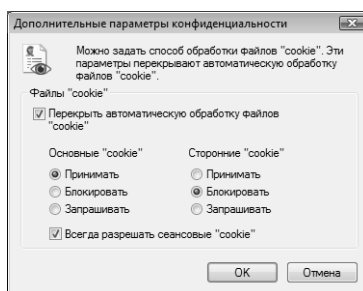 Дополнительные параметры конфиденциальности
Можно задать способ обработки файлов "cookie". Эти
параметры перекрывают автоматическую обработку
файлов "cookie".
Файлы "cookie"
Перекрыть автоматическую обработку файлов
"cookie"
Основные "cookie"
Сторонние "cookie"
Принимать
Принимать
Блокировать
Блокировать
Запрашивать
Запрашивать
Всегда разрешать сеансовые "cookie"
OK
Отмена